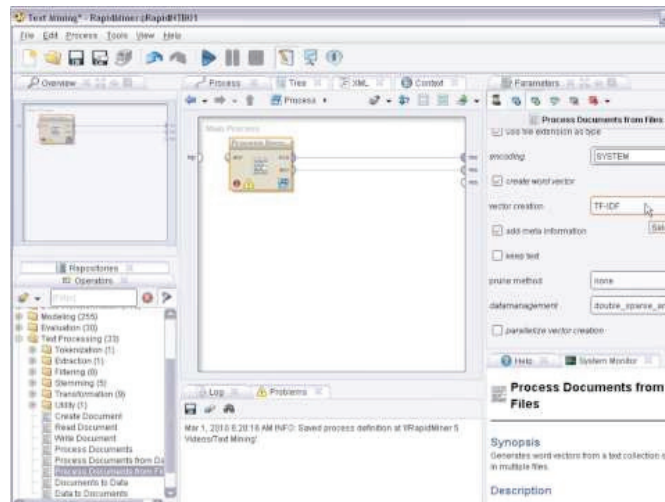 Text Mining* - RapidMiner
File Edit Process Tools View Help
Overview
Process
Tree
XML
Context
Parameters
Process
Process Documents from Files
Main Process
use file extension as type
encoding
SYSTEM
create word vector
vector creation
TF-IDF
add meta information
keep text
prune method
none
datamanagement
double_sparse_ar
parallelize vector creation
Repositories
Operators
Modeling (255)
Evaluation (30)
Text Processing (33)
Tokenization (1)
Extraction (1)
Filtering
Stemming (5)
Transformation (9)
Utility (1)
Create Document
Read Document
Write Document
Process Documents
Process Documents from Da
Process Documents from Fil
Documents to Data
Data to Documents
Log
Problems
Mar 1, 2010 6:20:16 AM INFO: Saved process definition at '//RapidMiner 5
Videos/Text Mining'.
Help
System Monitor
Process Documents from
Files
Synopsis
Generates word vectors from a text collection s
in multiple files.
Description